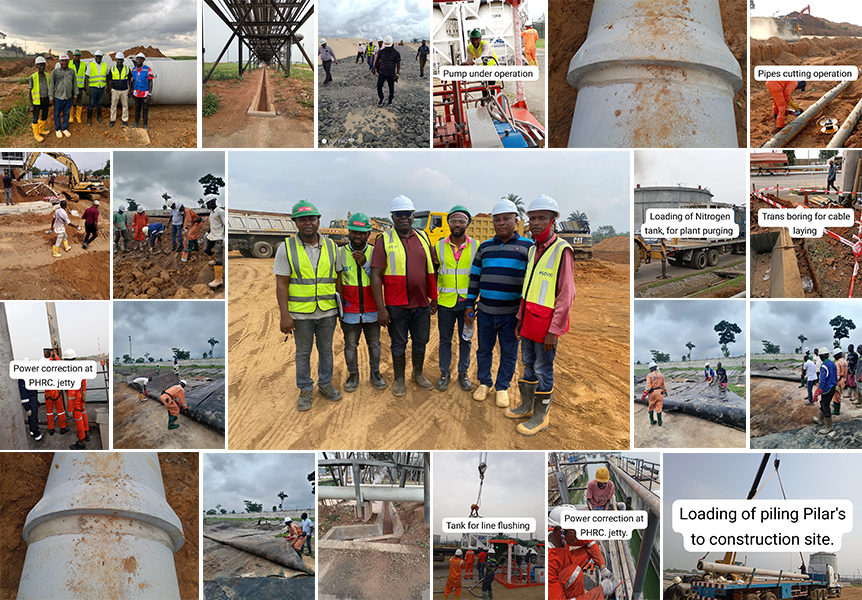 Pump under operation
Pipes cutting operation
Loading of Nitrogen
tank, for plant purging
Trans boring for cable
laying
Power correction at
PHRC. jetty
Tank for line flushing
Power correction at
PHRC. jetty.
Loading of piling Pilar's
to construction site.